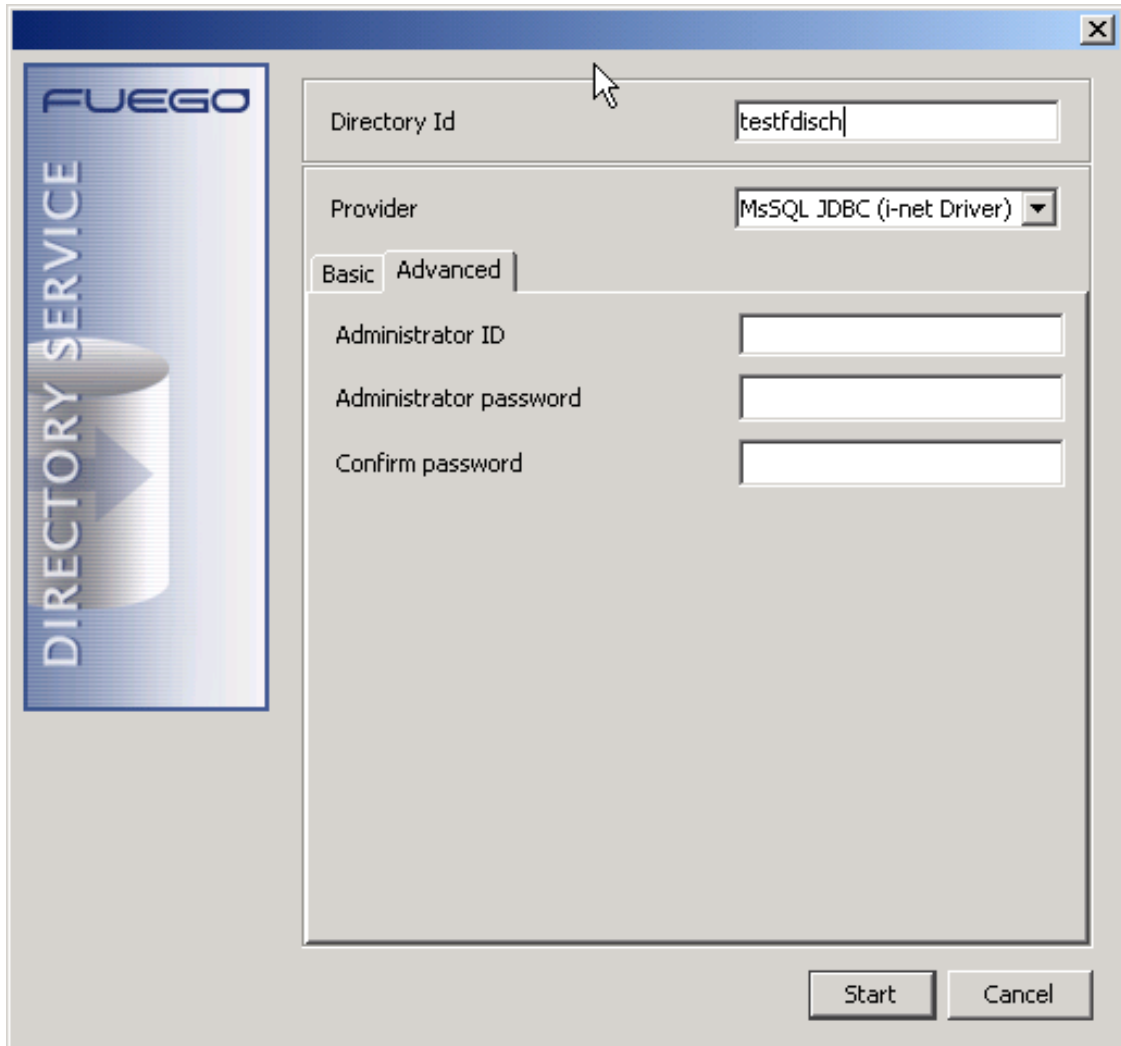 FUEGO
DIRECTORY SERVICE
Directory Id
testfdisch
Provider
MsSQL JDBC (i-net Driver)
Basic
Advanced
Administrator ID
Administrator password
Confirm password
Start
Cancel